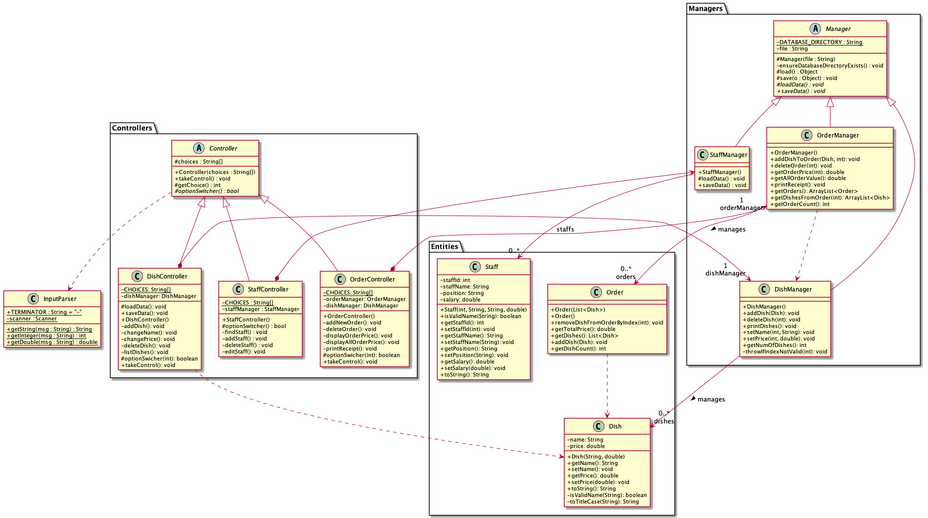 Managers
A Manager
-DATABASE_DIRECTORY : String
-file : String
#Manager(file : String)
-ensureDatabaseDirectoryExists() : void
#load() : Object
#save(o : Object) : void
#loadData() : void
+saveData() : void
C StaffManager
+StaffManager()
#loadData() : void
+saveData() : void
C OrderManager
+OrderManager()
+addDishToOrder(Dish, int): void
+deleteOrder(int): void
+getOrderPrice(int): double
+getAllOrderValue(): double
+printReceipt(): void
+getOrders(): ArrayList<Order>
+getDishesFromOrder(int): ArrayList<Dish>
+getOrderCount(): int
C DishManager
+DishManager()
+addDish(Dish): void
+deleteDish(int): void
+printDishes(): void
+setName(int, String): void
+setPrice(int, double): void
+getNumOfDishes(): int
-throwIfIndexNotValid(int): void
Controllers
A Controller
#choices : String[]
+Controller(choices : String[])
+takeControl() : void
#getChoice() : int
#optionSwitcher() : bool
C DishController
-CHOICES: String[]
-dishManager: DishManager
#loadData(): void
+saveData(): void
+DishController()
-addDish(): void
-changeName(): void
-changePrice(): void
-deleteDish(): void
-listDishes(): void
#optionSwicher(int): boolean
+takeControl(): void
C StaffController
-CHOICES : String[]
-staffManager : StaffManager
+StaffController()
#optionSwitcher() : bool
-findStaff() : void
-addStaff() : void
-deleteStaff() : void
-editStaff() : void
C OrderController
-CHOICES: String[]
-orderManager: OrderManager
-dishManager: DishManager
+OrderController()
-addNewOrder(): void
-deleteOrder(): void
-displayOrder(): void
-displayAllOrderPrice(): void
-printReceipt(): void
#optionSwicher(int): boolean
+takeControl(): void
C InputParser
+TERMINATOR : String = "-"
-scanner : Scanner
+getString(msg : String) : String
+getInteger(msg : String) : int
+getDouble(msg : String) : double
Entities
C Staff
-staffId: int
-staffName: String
-position: String
-salary: double
+Staff(int, String, String, double)
+isValidName(String): boolean
+getStaffId(): int
+setStaffId(int): void
+getStaffName(): String
+setStaffName(String): void
+getPosition(): String
+setPosition(String): void
+getSalary(): double
+setSalary(double): void
+toString(): String
C Order
+Order(List<Dish>)
+Order()
+removeDishFromOrderByIndex(int): void
+getTotalPrice(): double
+getDishes(): List<Dish>
+addDish(Dish): void
+getDishCount(): int
C Dish
-name: String
-price: double
+Dish(String, double)
+getName(): String
+setName(): void
+getPrice(): double
+setPrice(double): void
+toString(): String
-isValidName(String): boolean
-toTitleCase(String): String
staffs
0..*
1
orderManager
manages
0..*
orders
1
dishManager
manages
0..*
dishes